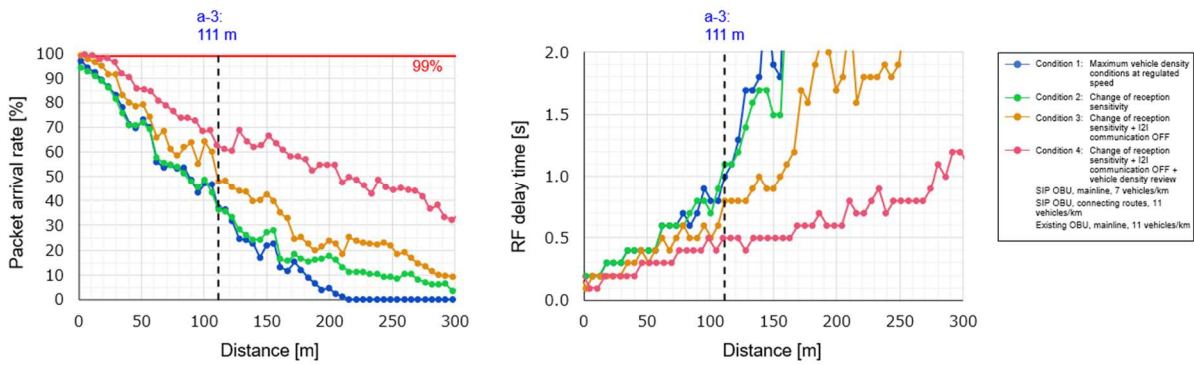 a-3:
111 m
100
90
80
70
60
50
40
30
20
10
0
Packet arrival rate [%]
99%
0
50
100
150
200
250
300
Distance [m]
a-3:
111 m
2.0
1.5
1.0
0.5
0.0
RF delay time [s]
0
50
100
150
200
250
300
Distance [m]
Condition 1: Maximum vehicle density
conditions at regulated
speed
Condition 2: Change of reception
sensitivity
Condition 3: Change of reception
sensitivity + I2I
communication OFF
Condition 4: Change of reception
sensitivity + I2I
communication OFF +
vehicle density review
SIP OBU, mainline, 7 vehicles/km
SIP OBU, connecting routes, 11
vehicles/km
Existing OBU, mainline, 11 vehicles/km